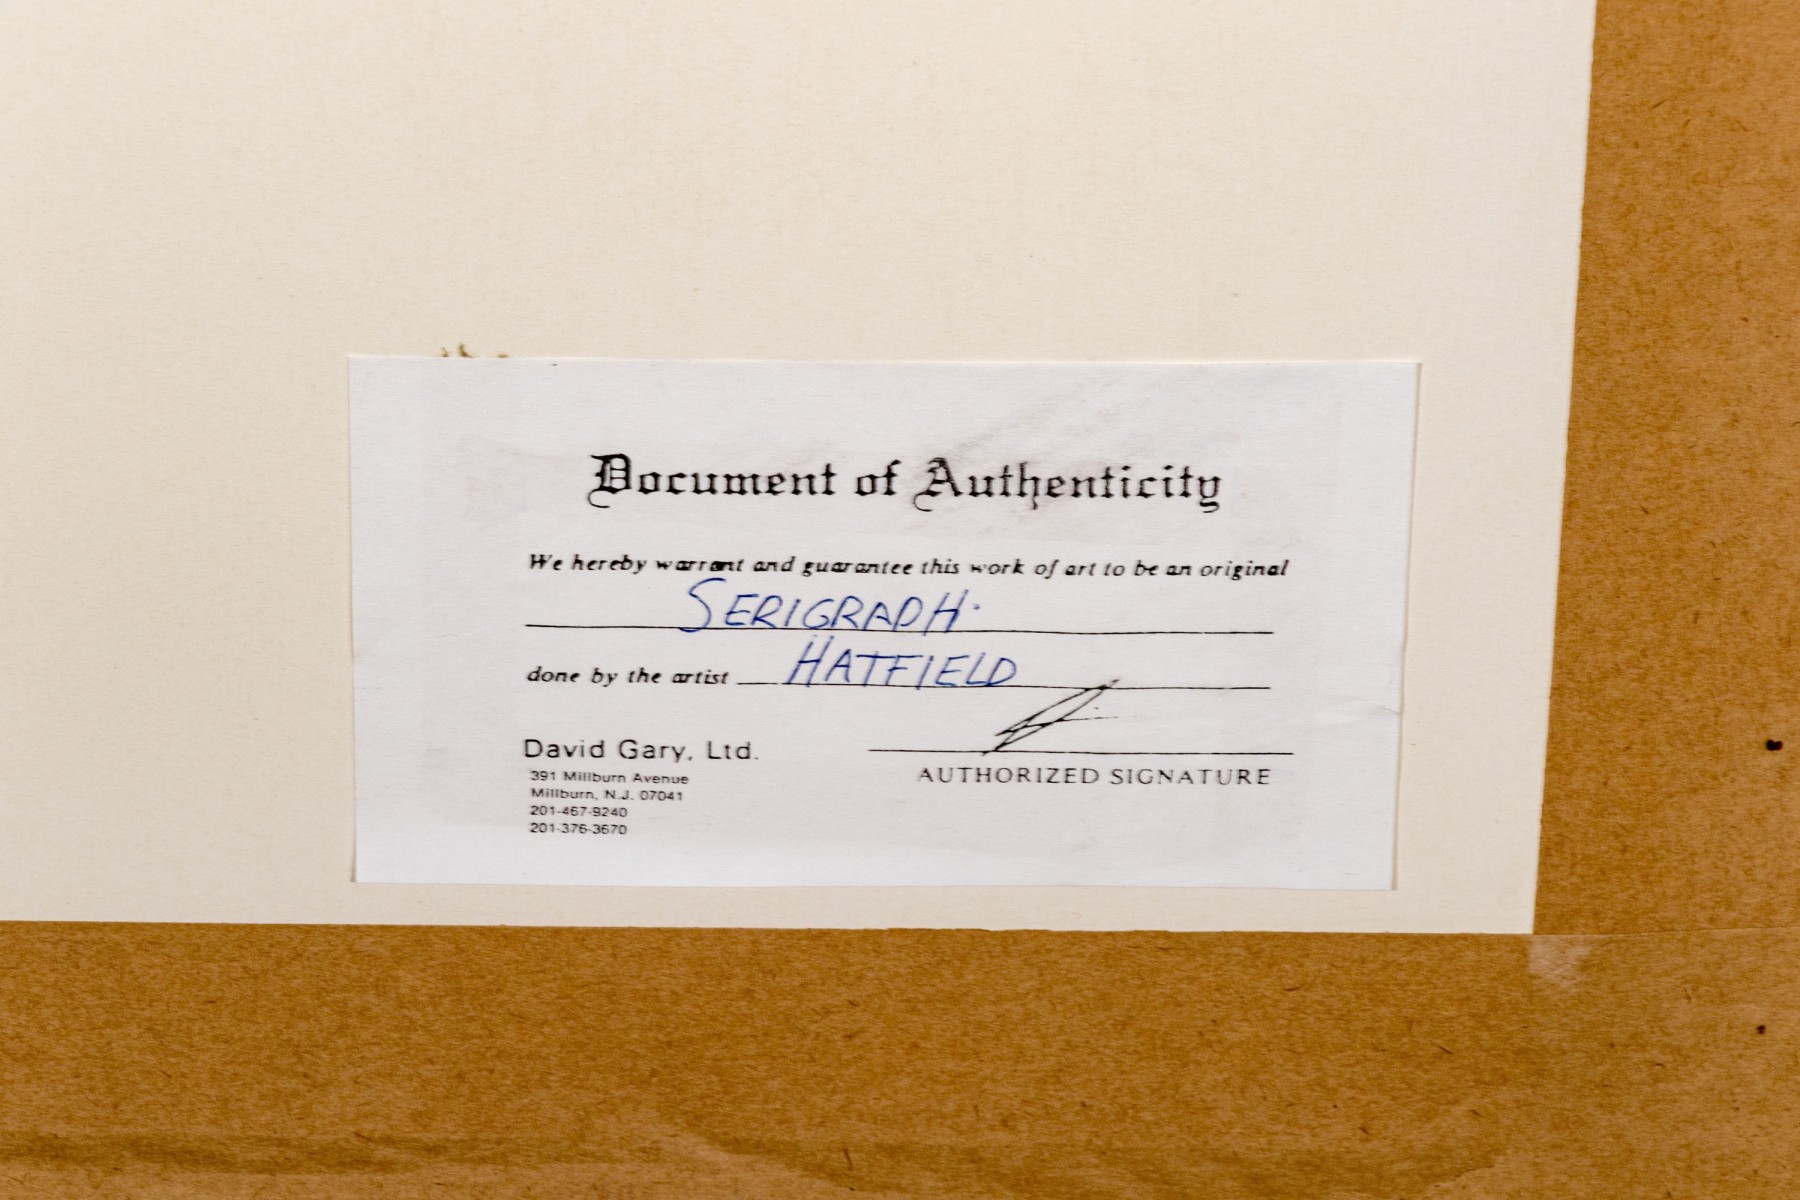 Document of Authenticity
We hereby warrant and guarantee this work of art to be an original
SERIGRAPH.
done by the artist HATFIELD
David Gary, Ltd.
391 Millburn Avenue
Millburn, N.J. 07041
201-467-9240
201-376-3670
AUTHORIZED SIGNATURE